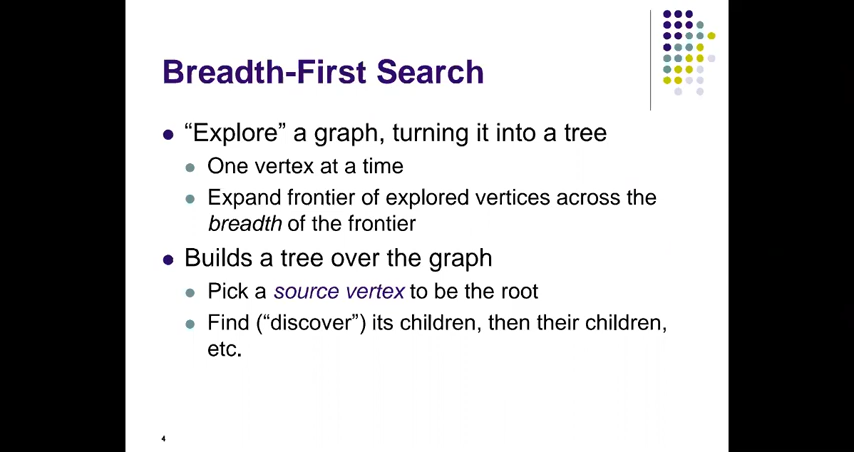 Breadth-First Search
“Explore” a graph, turning it into a tree
One vertex at a time
Expand frontier of explored vertices across the
breadth of the frontier
Builds a tree over the graph
Pick a source vertex to be the root
Find (“discover”) its children, then their children,
etc.
4